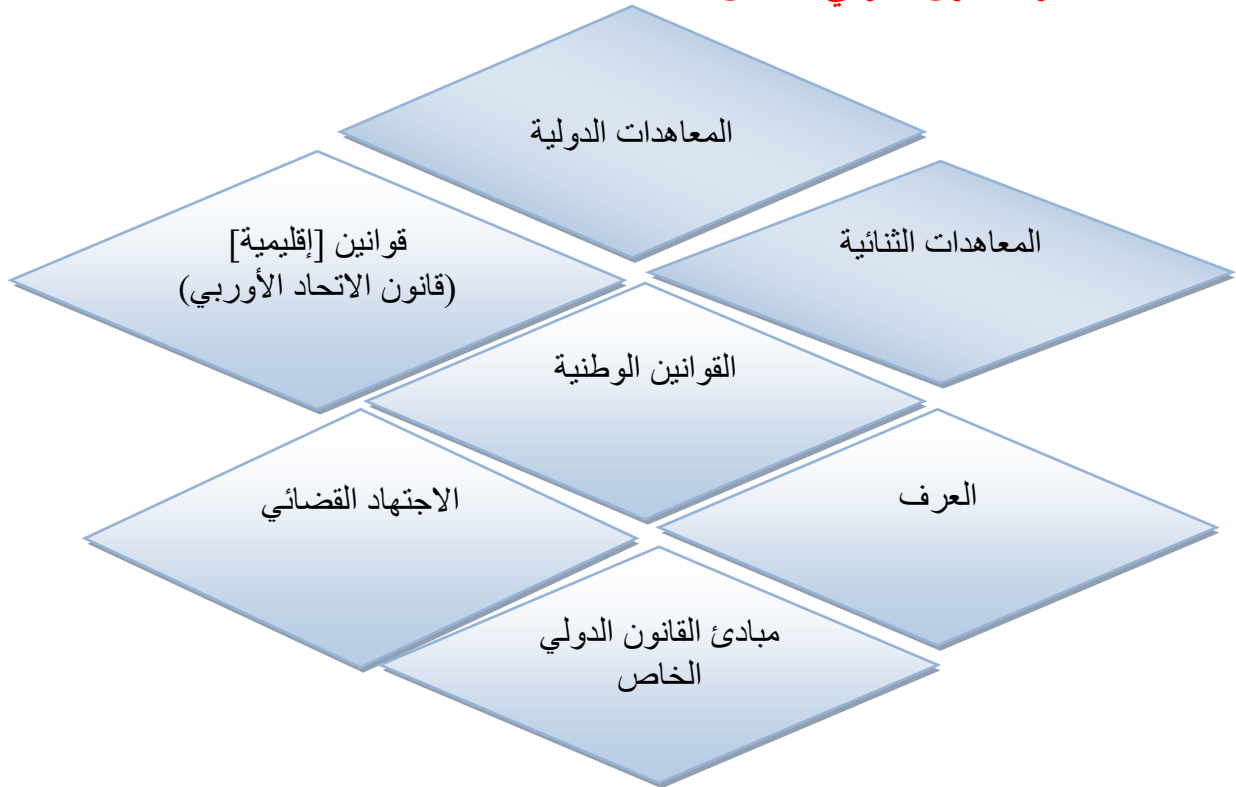 المعاهدات الدولية
قوانين [إقليمية]
(قانون الاتحاد الأوربي)
المعاهدات الثنائية
القوانين الوطنية
الاجتهاد القضائي
العرف
مبادئ القانون الدولي
الخاص